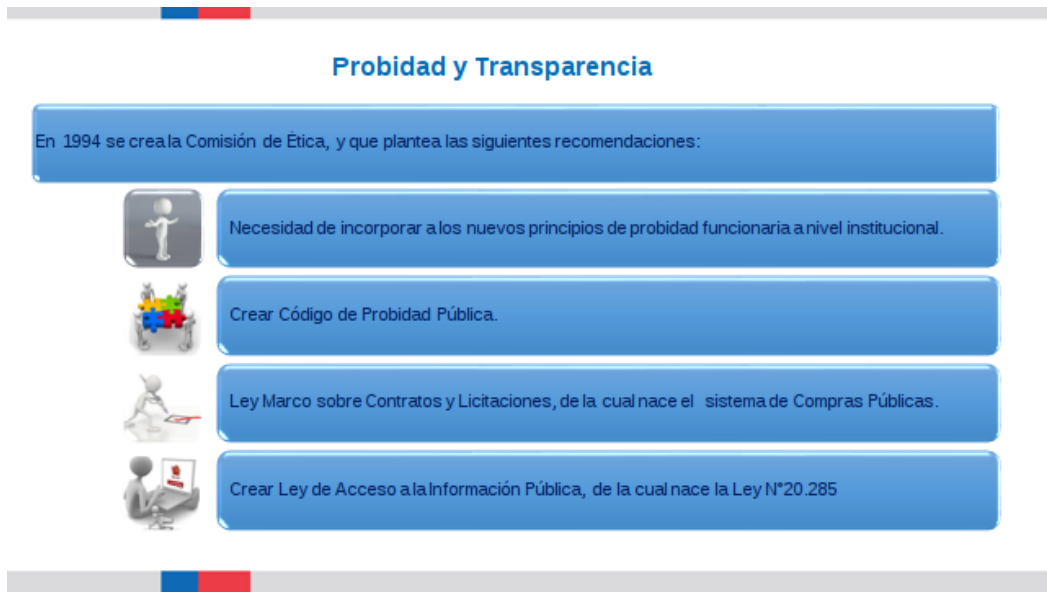 Probidad y Transparencia
En 1994 se crea la Comisión de Ética, y que plantea las siguientes recomendaciones:
Necesidad de incorporar a los nuevos principios de probidad funcionaria a nivel institucional.
Crear Código de Probidad Pública.
Ley Marco sobre Contratos y Licitaciones, de la cual nace el sistema de Compras Públicas.
Crear Ley de Acceso a la Información Pública, de la cual nace la Ley N°20.285